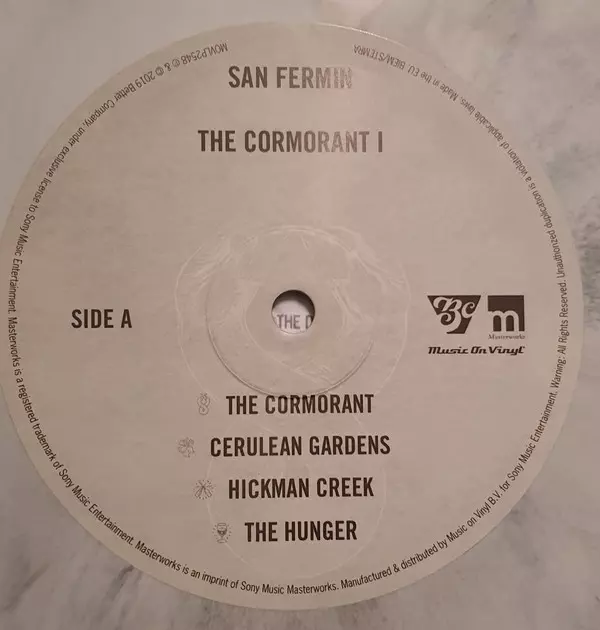 SAN FERMIN
THE CORMORANT I
SIDE A
THE D
Bc
m
Masterworks
Music On Vinyl
THE CORMORANT
CERULEAN GARDENS
HICKMAN CREEK
THE HUNGER
MOVLP2548 ℗ & © 2019 Better Company, under exclusive license to Sony Music Entertainment. Masterworks is a registered trademark of Sony Music Entertainment. Masterworks is an imprint of Sony Music Masterworks. Manufactured & distributed by Music on Vinyl B.V. for Sony Music Entertainment. Warning: All Rights Reserved. Unauthorized duplication is a violation of applicable laws. Made in the EU. BIEM/STEMRA